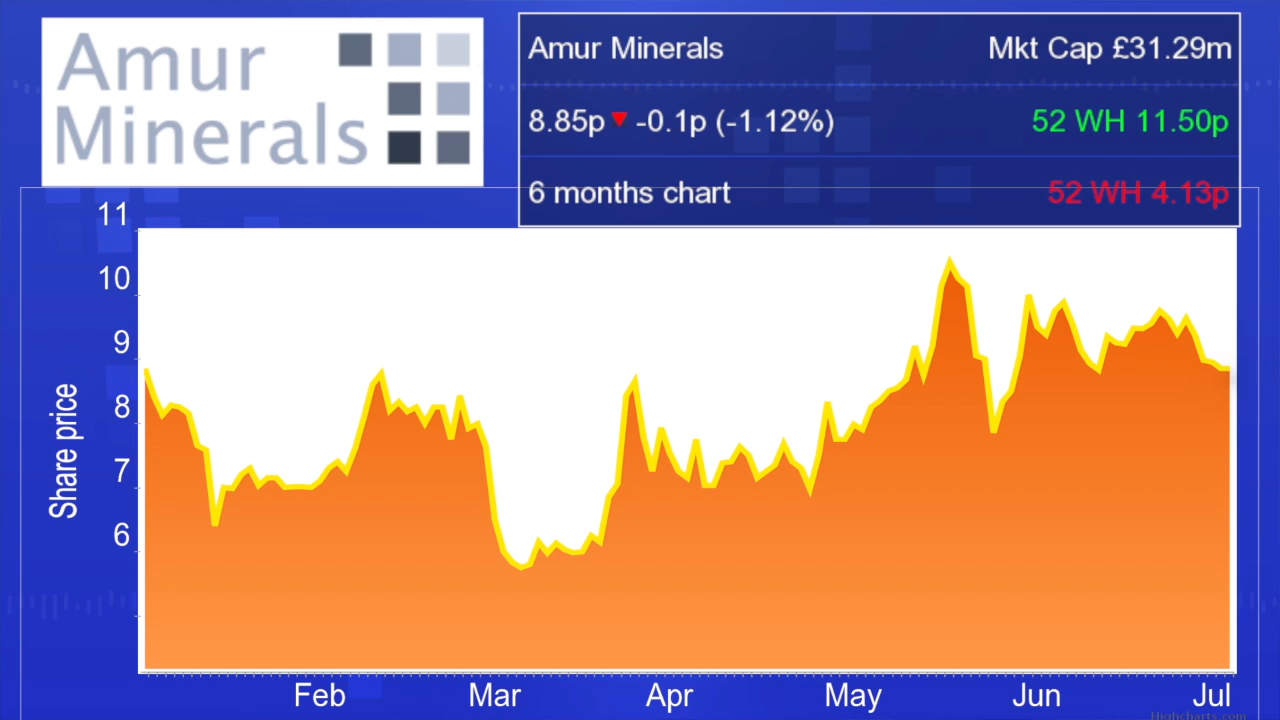 Amur
Minerals
Amur Minerals Mkt Cap £31.29m
8.85p -0.1p (-1.12%) 52 WH 11.50p
6 months chart 52 WH 4.13p
11
10
9
8
7
6
Share price
Feb Mar Apr May Jun Jul
Highcharts.com